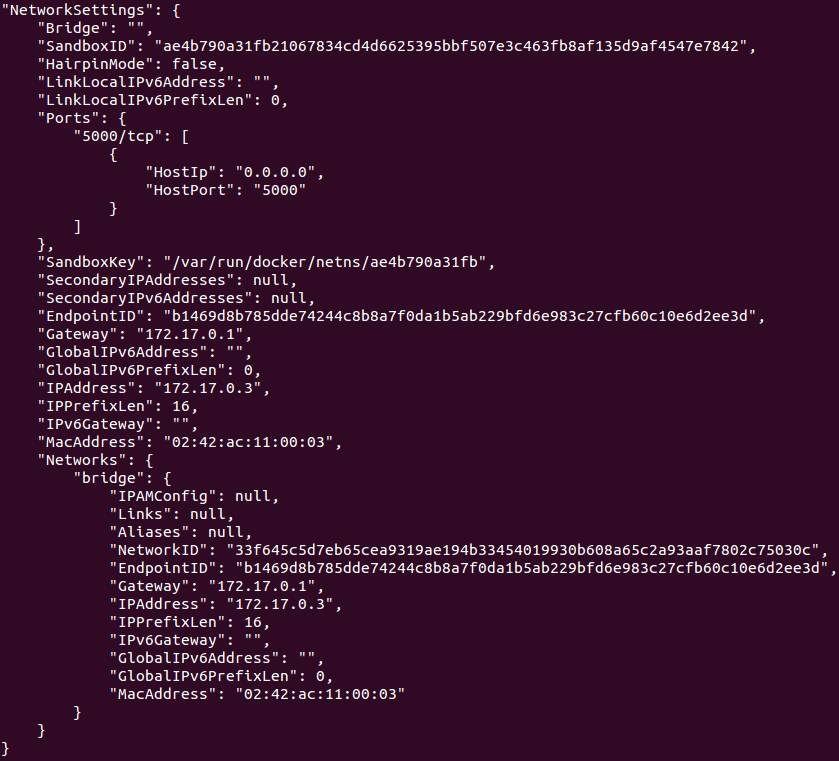 "NetworkSettings": {
    "Bridge": "",
    "SandboxID": "ae4b790a31fb21067834cd4d6625395bbf507e3c463fb8af135d9af4547e7842",
    "HairpinMode": false,
    "LinkLocalIPv6Address": "",
    "LinkLocalIPv6PrefixLen": 0,
    "Ports": {
        "5000/tcp": [
            {
                "HostIp": "0.0.0.0",
                "HostPort": "5000"
            }
        ]
    },
    "SandboxKey": "/var/run/docker/netns/ae4b790a31fb",
    "SecondaryIPAddresses": null,
    "SecondaryIPv6Addresses": null,
    "EndpointID": "b1469d8b785dde74244c8b8a7f0da1b5ab229bfd6e983c27cfb60c10e6d2ee3d",
    "Gateway": "172.17.0.1",
    "GlobalIPv6Address": "",
    "GlobalIPv6PrefixLen": 0,
    "IPAddress": "172.17.0.3",
    "IPPrefixLen": 16,
    "IPv6Gateway": "",
    "MacAddress": "02:42:ac:11:00:03",
    "Networks": {
        "bridge": {
            "IPAMConfig": null,
            "Links": null,
            "Aliases": null,
            "NetworkID": "33f645c5d7eb65cea9319ae194b33454019930b608a65c2a93aaf7802c75030c",
            "EndpointID": "b1469d8b785dde74244c8b8a7f0da1b5ab229bfd6e983c27cfb60c10e6d2ee3d",
            "Gateway": "172.17.0.1",
            "IPAddress": "172.17.0.3",
            "IPPrefixLen": 16,
            "IPv6Gateway": "",
            "GlobalIPv6Address": "",
            "GlobalIPv6PrefixLen": 0,
            "MacAddress": "02:42:ac:11:00:03"
        }
    }
}